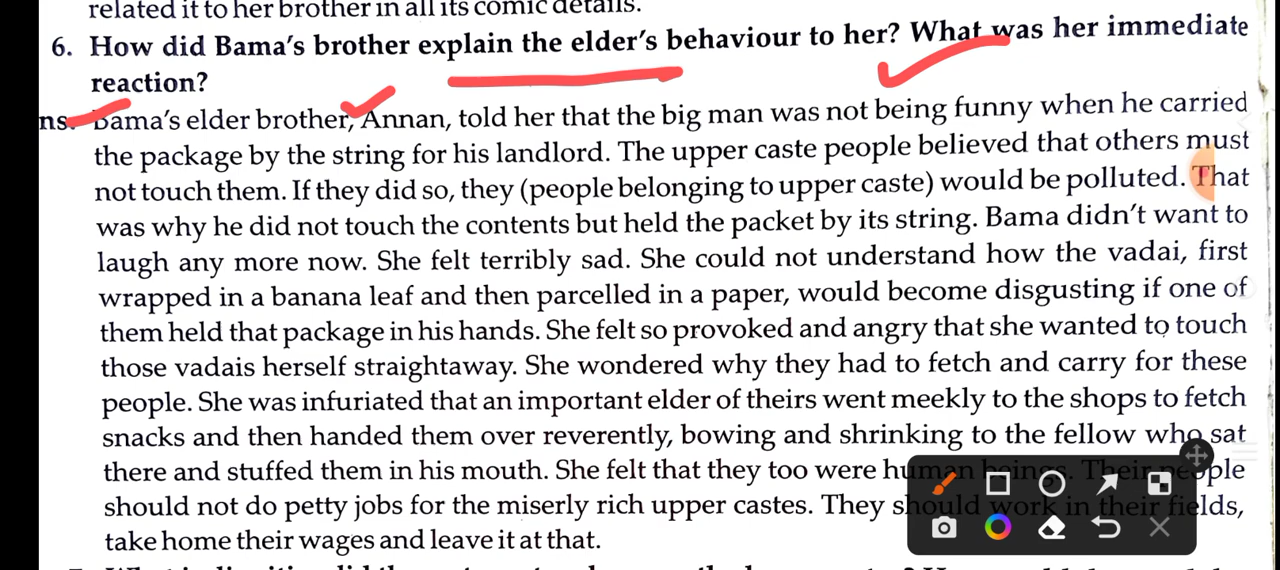 related it to her brother in all its comic details.
6. How did Bama's brother explain the elder's behaviour to her? What was her immediate
reaction?
ns. Bama's elder brother, Annan, told her that the big man was not being funny when he carried
the package by the string for his landlord. The upper caste people believed that others must
not touch them. If they did so, they (people belonging to upper caste) would be polluted. That
was why he did not touch the contents but held the packet by its string. Bama didn't want to
laugh any more now. She felt terribly sad. She could not understand how the vadai, first
wrapped in a banana leaf and then parcelled in a paper, would become disgusting if one of
them held that package in his hands. She felt so provoked and angry that she wanted to touch
those vadais herself straightaway. She wondered why they had to fetch and carry for these
people. She was infuriated that an important elder of theirs went meekly to the shops to fetch
snacks and then handed them over reverently, bowing and shrinking to the fellow who sat
there and stuffed them in his mouth. She felt that they too were human beings. Their people
should not do petty jobs for the miserly rich upper castes. They should work in their fields,
take home their wages and leave it at that.